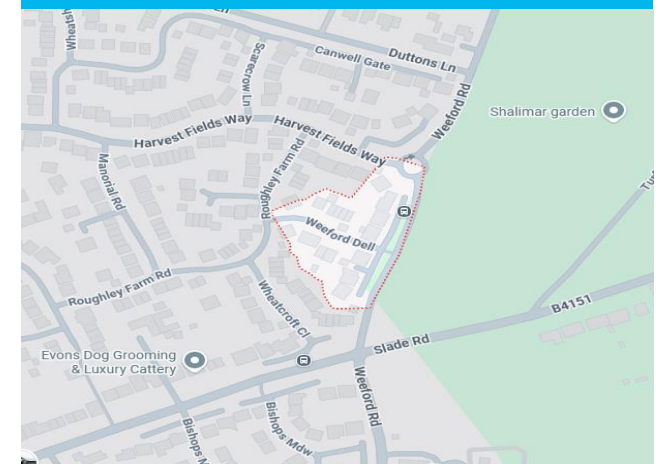 Wheatsh
Scarecrow Ln
Canwell Gate
Duttons Ln
Weeford Rd
Shalimar garden
Harvest Fields Way
Harvest Fields Way
Manorial Rd
Roughley Farm Rd
Weeford Dell
Roughley Farm Rd
Wheatcroft Cl
B4151
Slade Rd
Evons Dog Grooming
& Luxury Cattery
Weeford Rd
Bishops M
Bishops Mdw